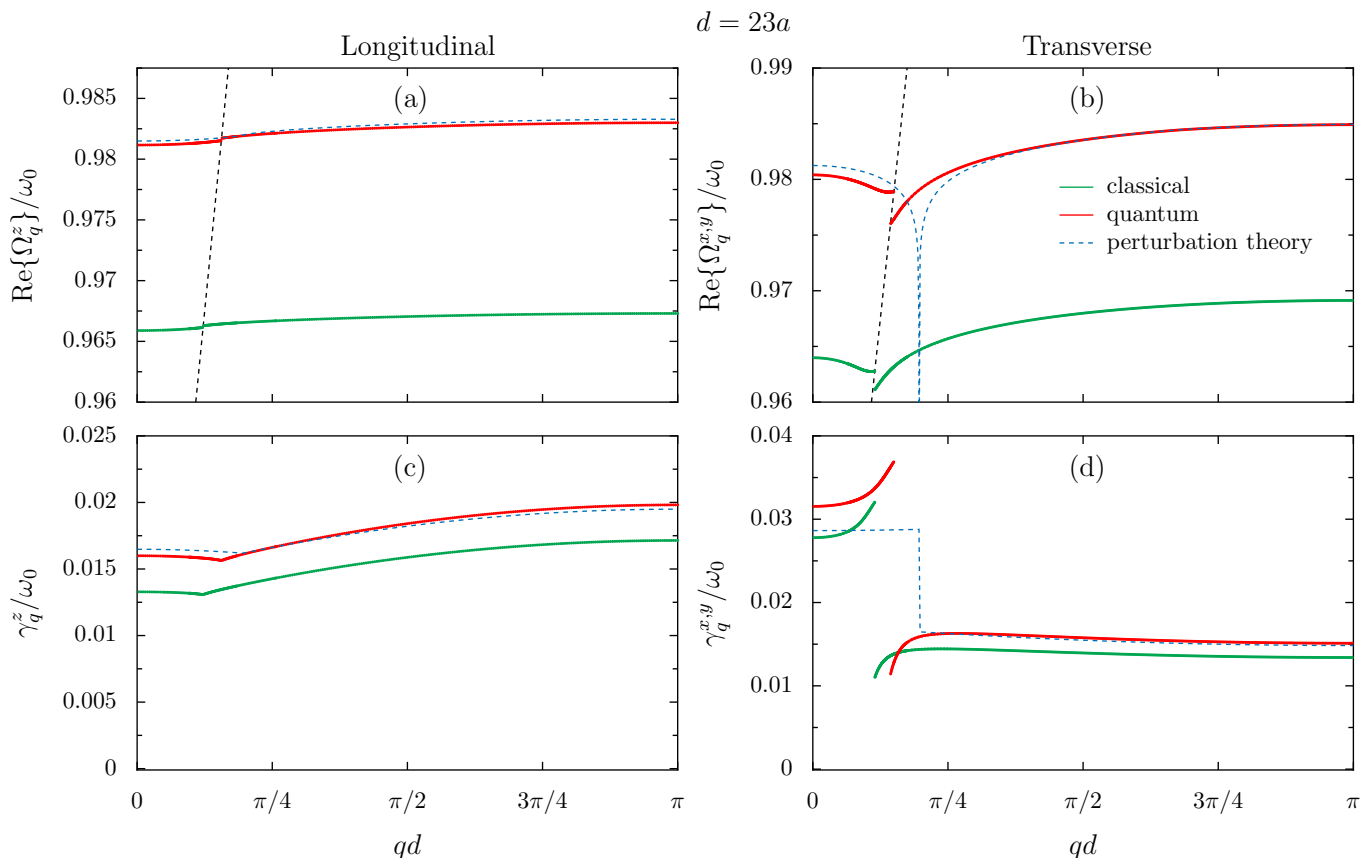 d = 23a
Longitudinal
Transverse
(a)
Re{Ω_q^z}/ω_0
0.985
0.98
0.975
0.97
0.965
0.96
(b)
Re{Ω_q^{x,y}}/ω_0
0.99
0.98
0.97
0.96
classical
quantum
perturbation theory
(c)
γ_q^z/ω_0
0.025
0.02
0.015
0.01
0.005
0
0
π/4
π/2
3π/4
π
qd
(d)
γ_q^{x,y}/ω_0
0.04
0.03
0.02
0.01
0
0
π/4
π/2
3π/4
π
qd